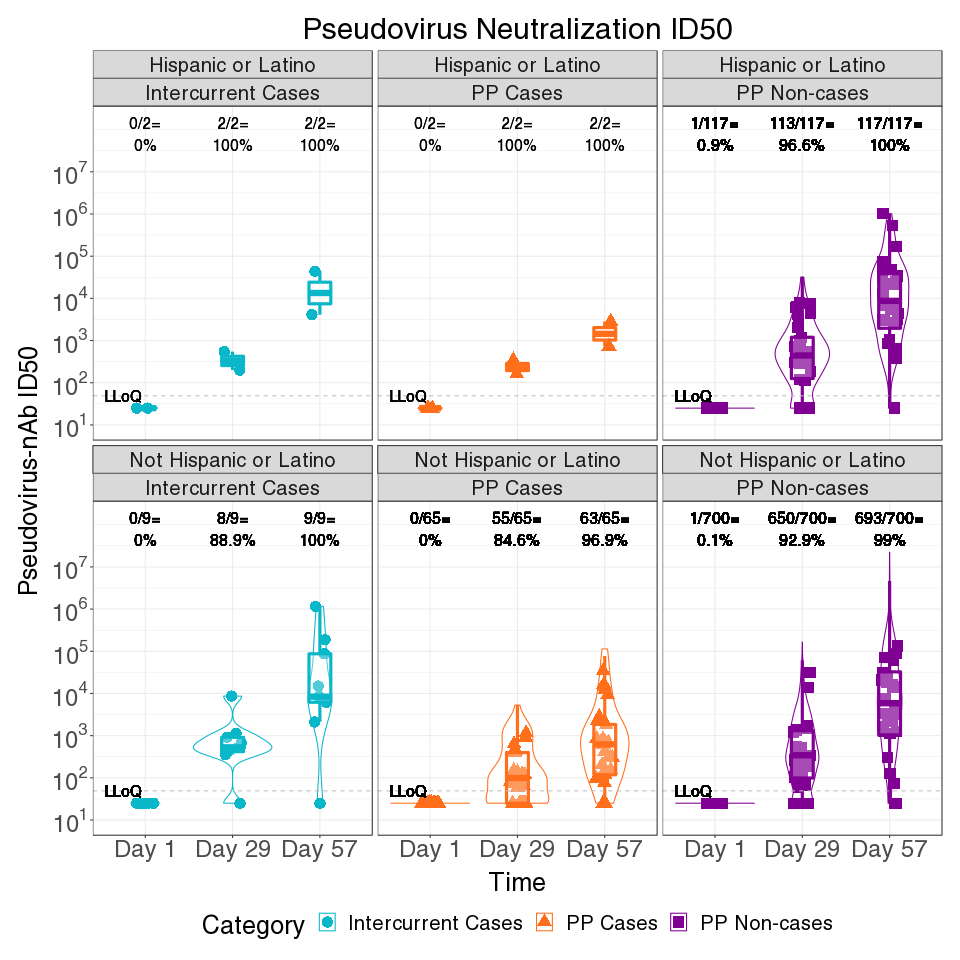 Pseudovirus Neutralization ID50
Hispanic or Latino Hispanic or Latino Hispanic or Latino
Intercurrent Cases PP Cases PP Non-cases
0/2= 2/2= 2/2= 0/2= 2/2= 2/2= 1/117= 113/117= 117/117=
0% 100% 100% 0% 100% 100% 0.9% 96.6% 100%
10^7
10^6
10^5
10^4
10^3
10^2
LLoQ LLoQ LLoQ
10^1
Not Hispanic or Latino Not Hispanic or Latino Not Hispanic or Latino
Intercurrent Cases PP Cases PP Non-cases
0/9= 8/9= 9/9= 0/65= 55/65= 63/65= 1/700= 650/700= 693/700=
0% 88.9% 100% 0% 84.6% 96.9% 0.1% 92.9% 99%
10^7
10^6
10^5
10^4
10^3
10^2
LLoQ LLoQ LLoQ
10^1
Pseudovirus-nAb ID50
Day 1 Day 29 Day 57 Day 1 Day 29 Day 57 Day 1 Day 29 Day 57
Time
Category Intercurrent Cases PP Cases PP Non-cases